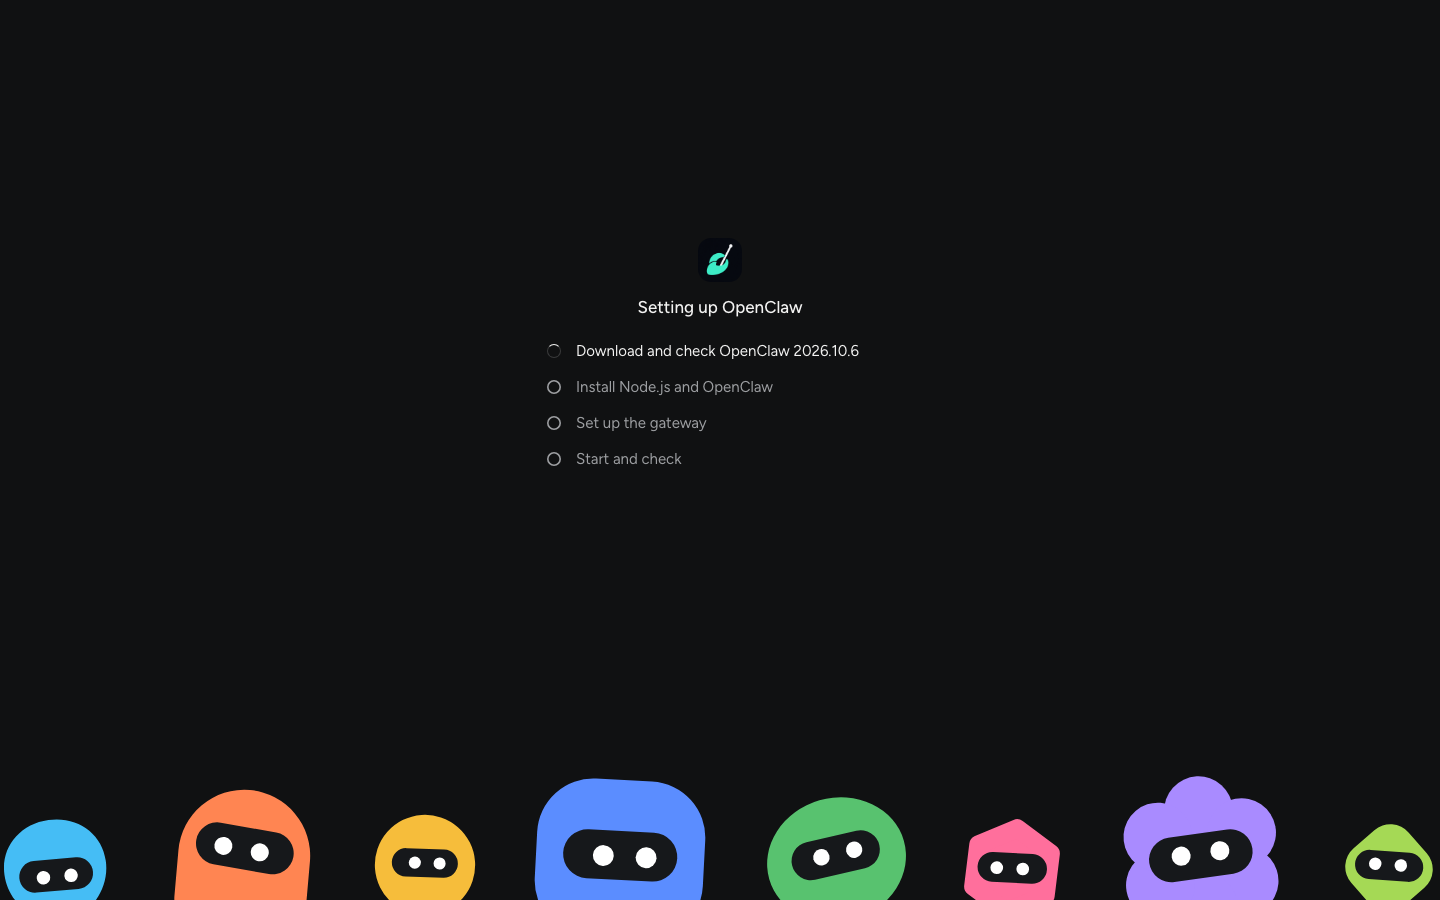 Setting up OpenClaw
Download and check OpenClaw 2026.10.6
Install Node.js and OpenClaw
Set up the gateway
Start and check